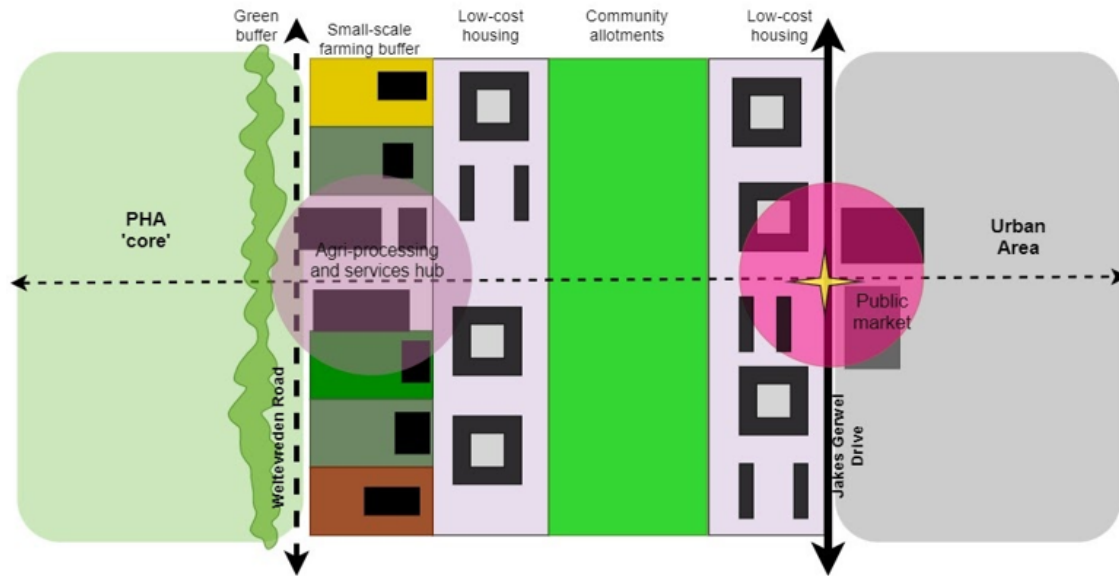 Green
buffer
Small-scale
farming buffer
Low-cost
housing
Community
allotments
Low-cost
housing
PHA
'core'
Agri-processing
and services hub
Urban
Area
Public
market
Weltevreden Road
Jakes Gerwel
Drive